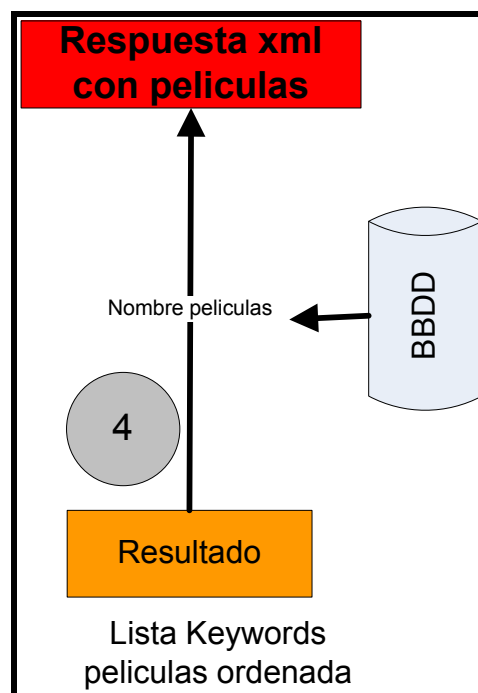 Respuesta xml
con peliculas
Nombre peliculas
BBDD
4
Resultado
Lista Keywords
peliculas ordenada